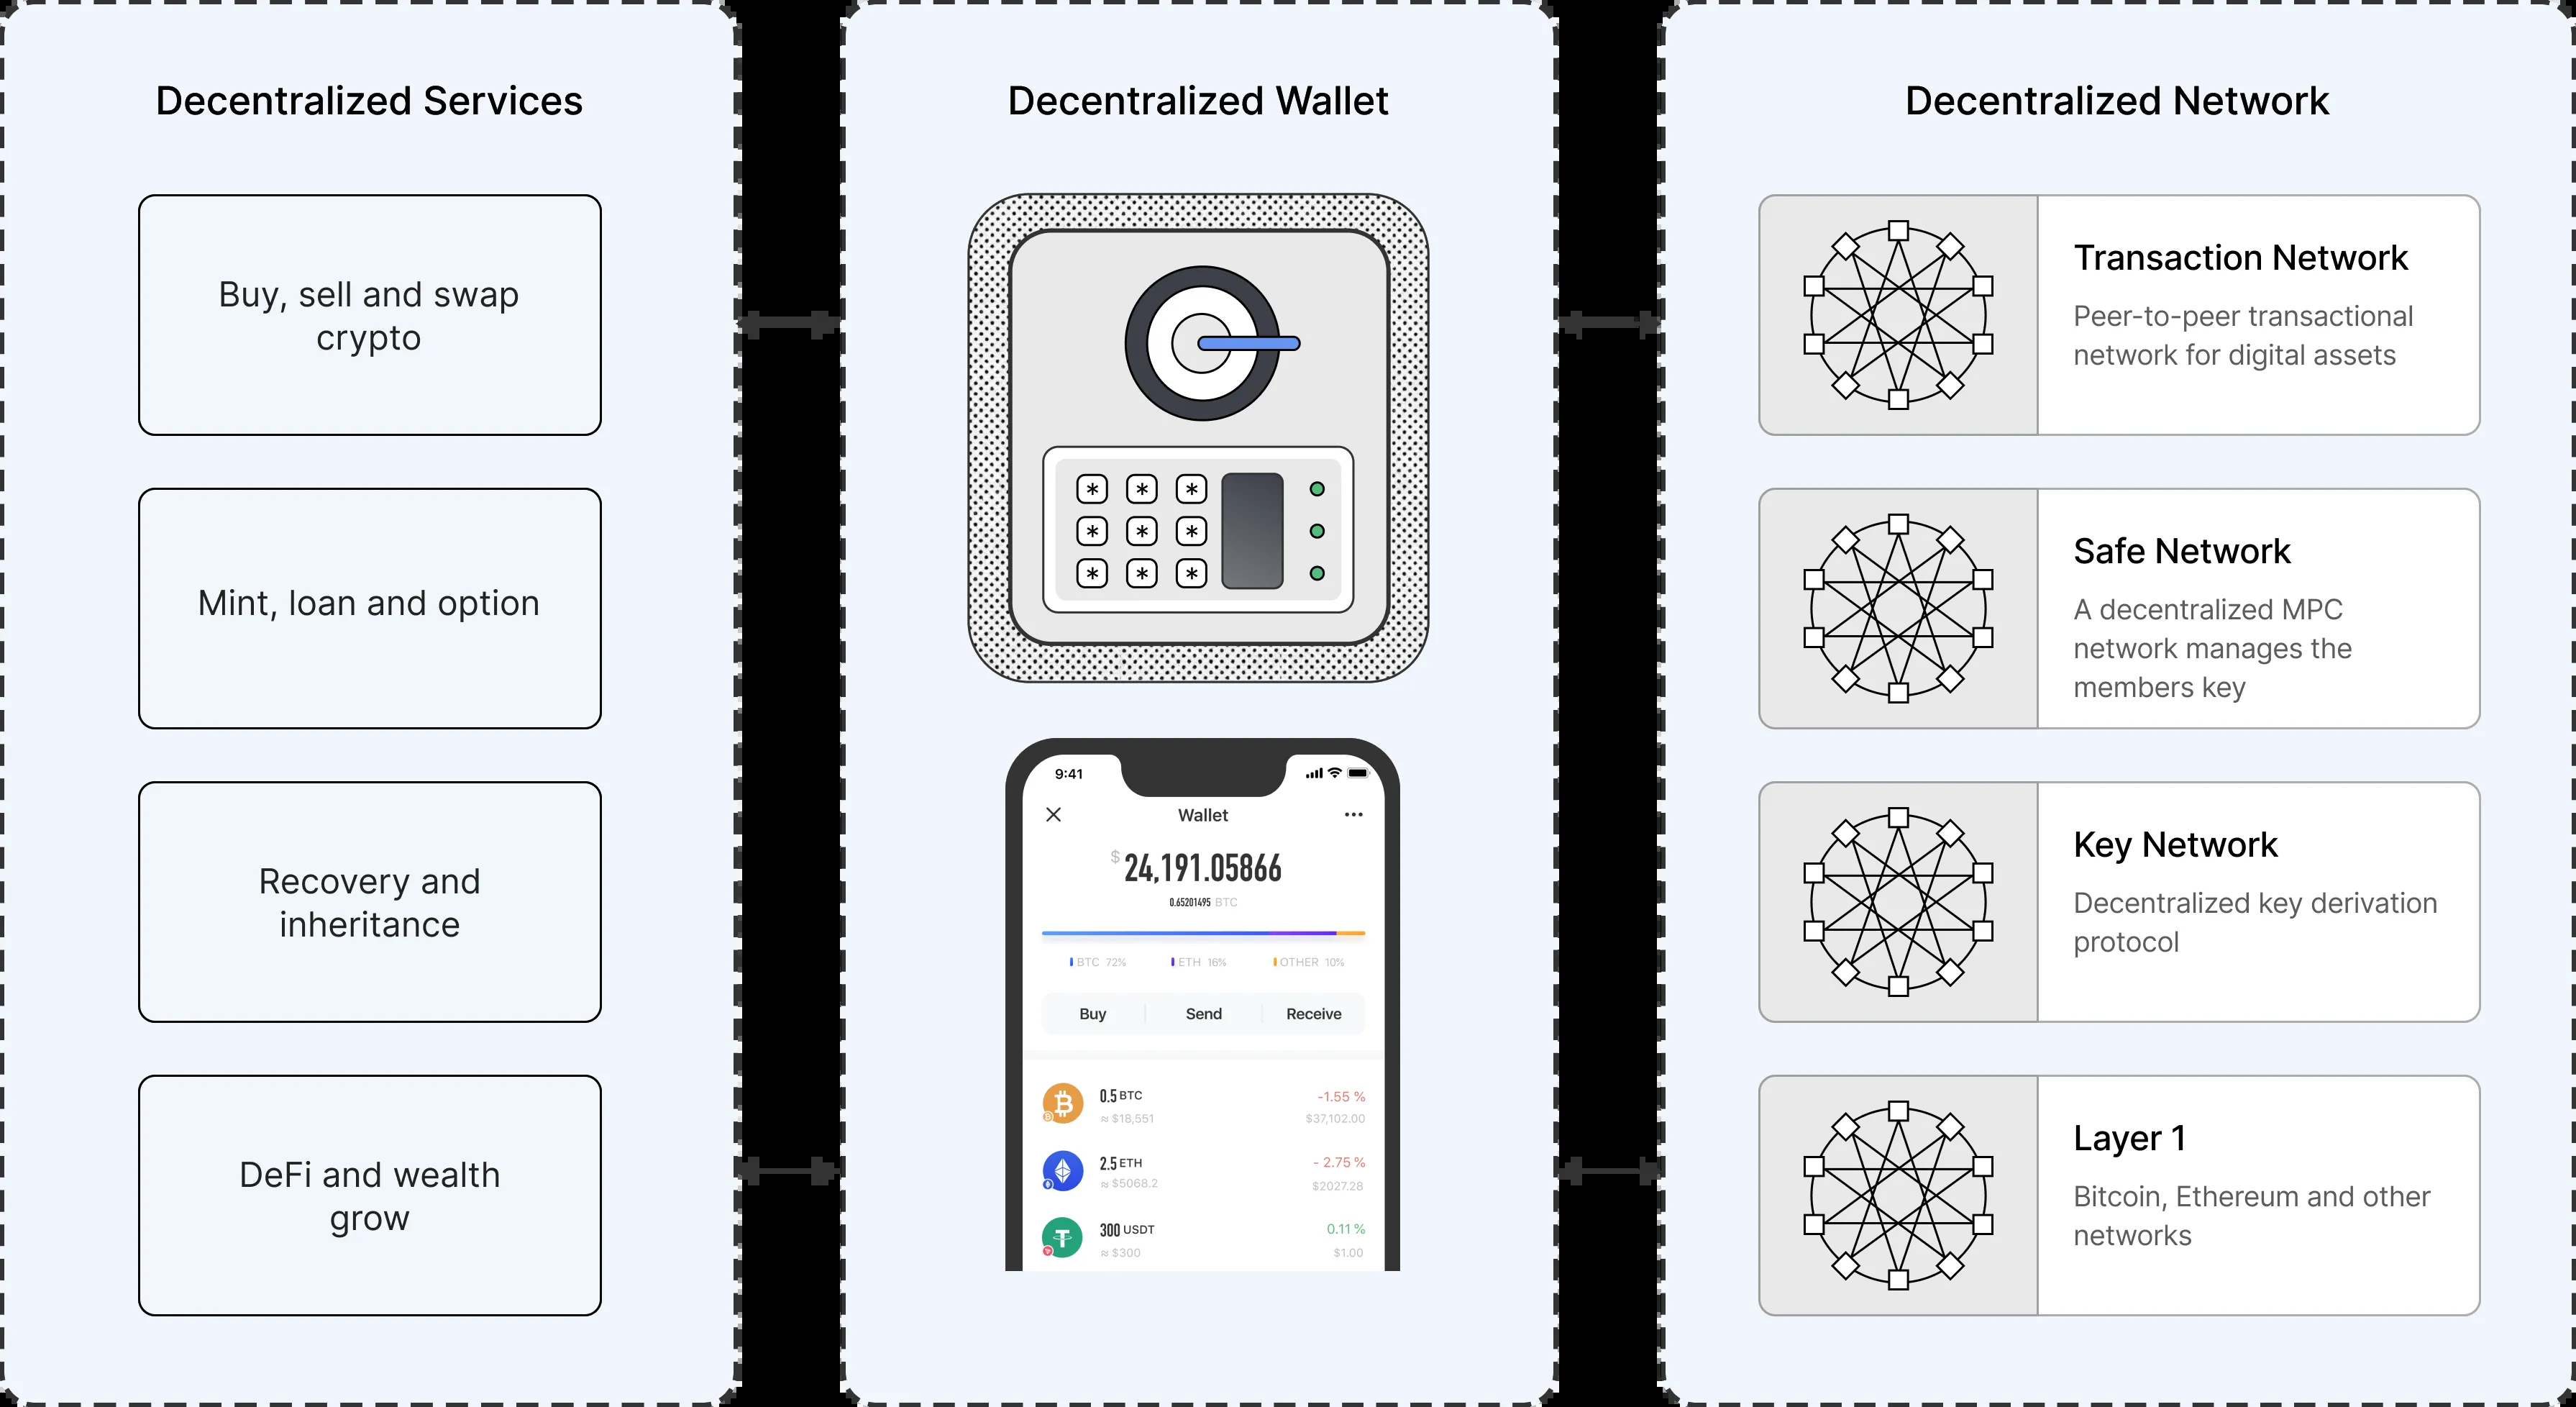 Decentralized Services
Buy, sell and swap
crypto
Mint, loan and option
Recovery and
inheritance
DeFi and wealth
grow
Decentralized Wallet
* * *
* * *
* * *
9:41
Wallet
$ 24,191.05866
0.65201495 BTC
BTC 72% ETH 16% OTHER 10%
Buy Send Receive
0.5 BTC -1.55 %
≈ $18,551 $37,102.00
2.5 ETH - 2.75 %
≈ $5068.2 $2027.28
300 USDT 0.11 %
≈ $300 $1.00
Decentralized Network
Transaction Network
Peer-to-peer transactional
network for digital assets
Safe Network
A decentralized MPC
network manages the
members key
Key Network
Decentralized key derivation
protocol
Layer 1
Bitcoin, Ethereum and other
networks